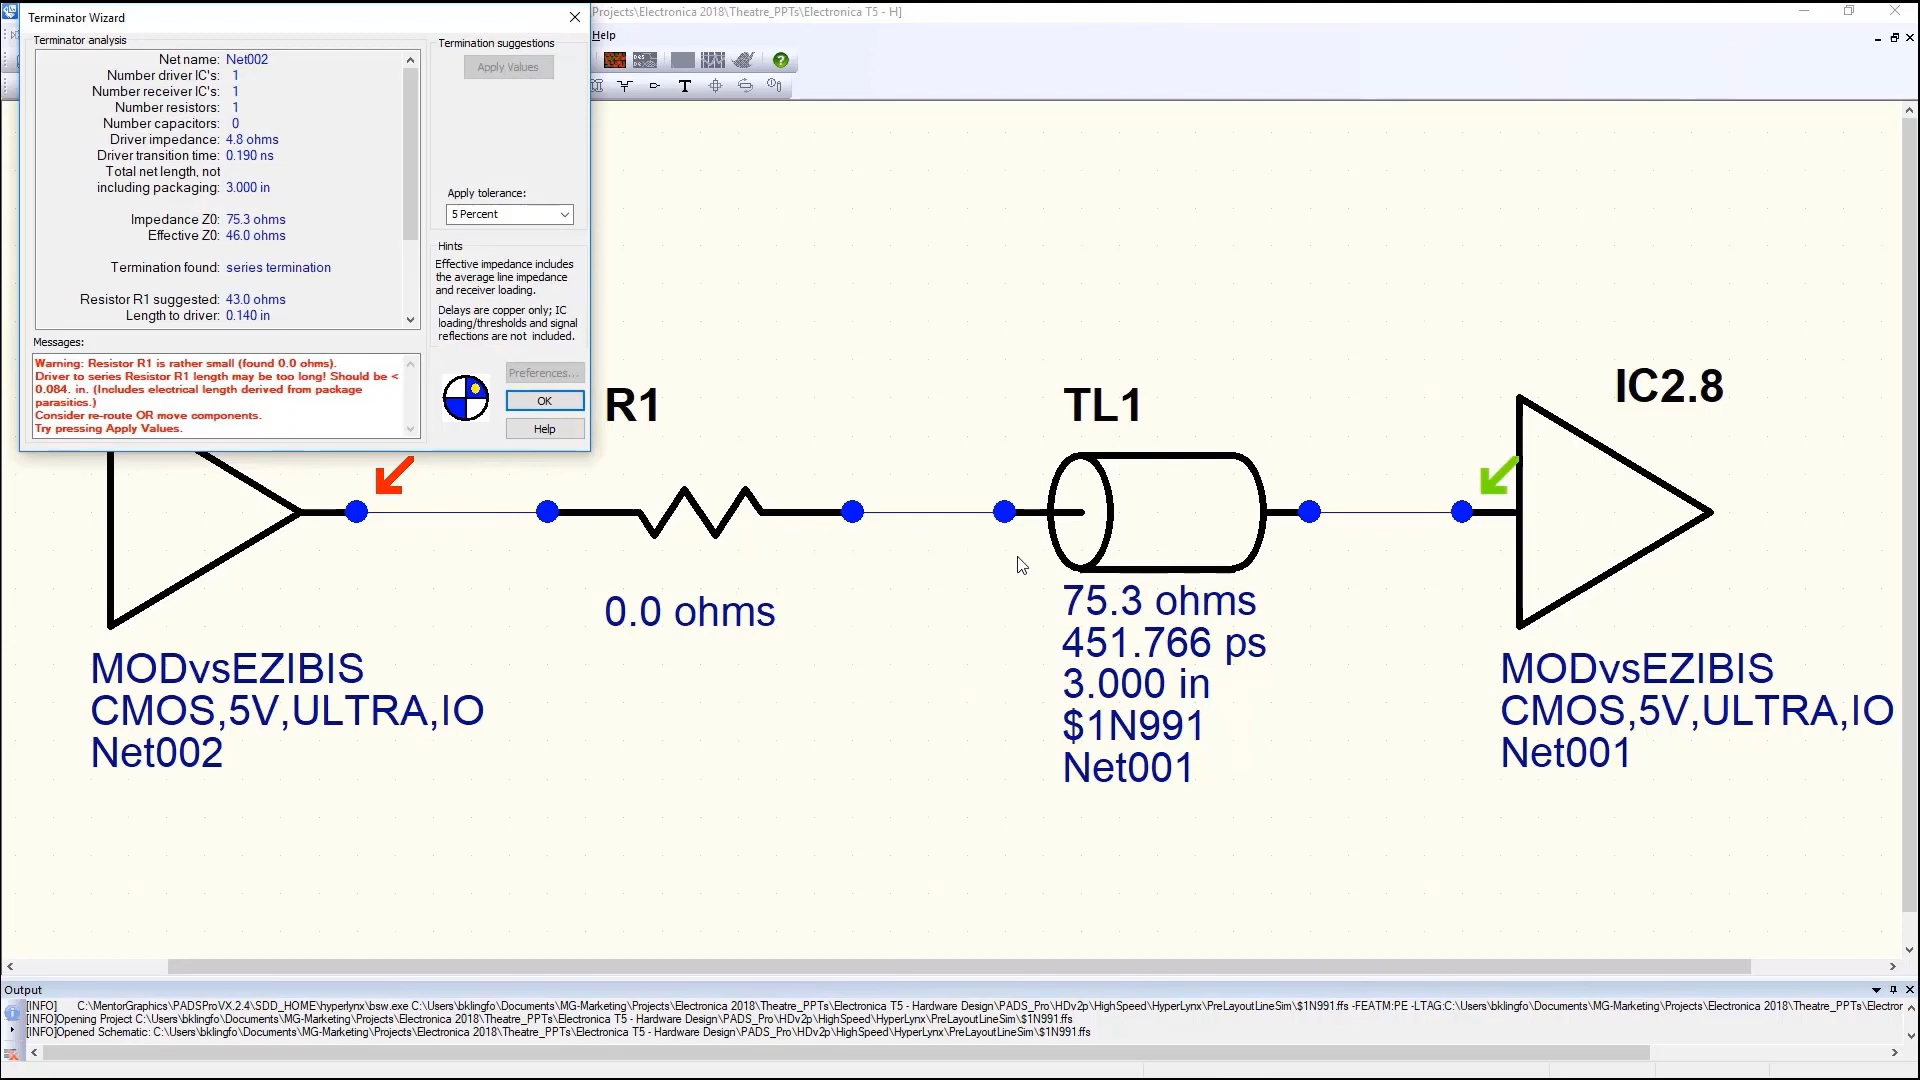 Terminator Wizard
Projects\Electronica 2018\Theatre_PPTs\Electronica T5 - H]
Help
Terminator analysis
Net name: Net002
Number driver IC's: 1
Number receiver IC's: 1
Number resistors: 1
Number capacitors: 0
Driver impedance: 4.8 ohms
Driver transition time: 0.190 ns
Total net length, not
including packaging: 3.000 in
Impedance Z0: 75.3 ohms
Effective Z0: 46.0 ohms
Termination found: series termination
Resistor R1 suggested: 43.0 ohms
Length to driver: 0.140 in
Termination suggestions
Apply Values
Apply tolerance:
5 Percent
Hints
Effective impedance includes
the average line impedance
and receiver loading.
Delays are copper only; IC
loading/thresholds and signal
reflections are not included.
Messages:
Warning: Resistor R1 is rather small (found 0.0 ohms).
Driver to series Resistor R1 length may be too long! Should be <
0.084. in. (Includes electrical length derived from package
parasitics.)
Consider re-route OR move components.
Try pressing Apply Values.
Preferences...
OK
Help
R1
TL1
IC2.8
0.0 ohms
75.3 ohms
451.766 ps
3.000 in
$1N991
Net001
MODvsEZIBIS
CMOS,5V,ULTRA,IO
Net002
MODvsEZIBIS
CMOS,5V,ULTRA,IO
Net001
Output
[INFO] C:\MentorGraphics\PADSProVX.2.4\SDD_HOME\hyperlynx\bsw.exe C:\Users\bklingfo\Documents\MG-Marketing\Projects\Electronica 2018\Theatre_PPTs\Electronica T5 - Hardware Design\PADS_Pro\HDv2p\HighSpeed\HyperLynx\PreLayoutLineSim\$1N991.ffs -FEATM:PE -LTAG:C:\Users\bklingfo\Documents\MG-Marketing\Projects\Electronica 2018\Theatre_PPTs\Electror
[INFO]Opening Project C:\Users\bklingfo\Documents\MG-Marketing\Projects\Electronica 2018\Theatre_PPTs\Electronica T5 - Hardware Design\PADS_Pro\HDv2p\HighSpeed\HyperLynx\PreLayoutLineSim\$1N991.ffs
[INFO]Opened Schematic: C:\Users\bklingfo\Documents\MG-Marketing\Projects\Electronica 2018\Theatre_PPTs\Electronica T5 - Hardware Design\PADS_Pro\HDv2p\HighSpeed\HyperLynx\PreLayoutLineSim\$1N991.ffs